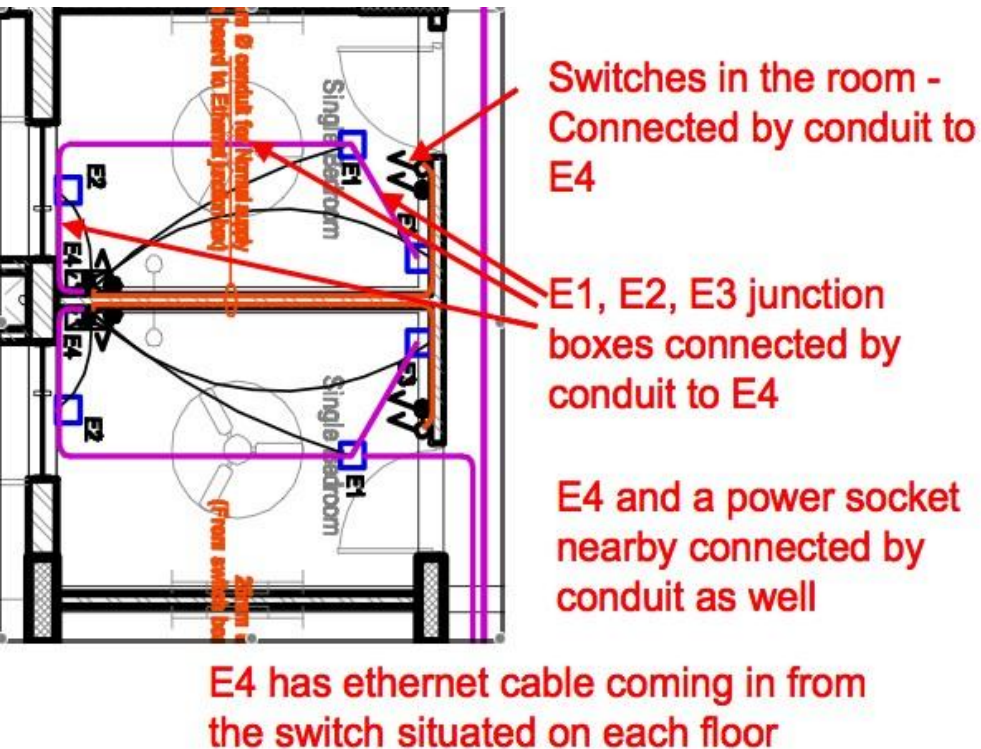 Switches in the room -
Connected by conduit to
E4
E1, E2, E3 junction
boxes connected by
conduit to E4
E4 and a power socket
nearby connected by
conduit as well
E4 has ethernet cable coming in from
the switch situated on each floor
Single Bedroom
E1
E2
E4
E4
E3
E2
E1
Single Bedroom
(From